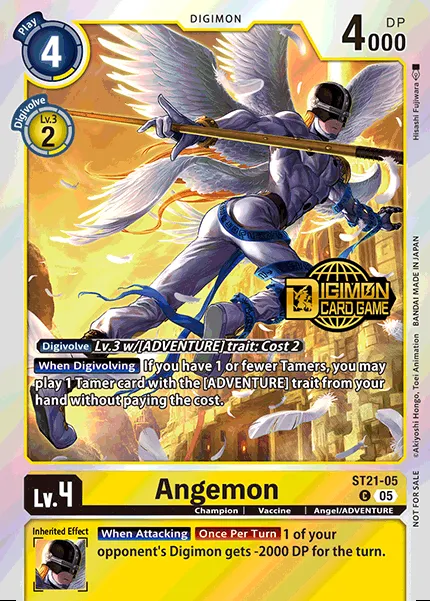 Play
4
DIGIMON
DP
4000
Digivolve
Lv.3
2
Hisashi Fujiwara
DIGIMON
CARD GAME
Digivolve Lv.3 w/[ADVENTURE] trait: Cost 2
When Digivolving If you have 1 or fewer Tamers, you may
play 1 Tamer card with the [ADVENTURE] trait from your
hand without paying the cost.
©Akiyoshi Hongo, Toei Animation BANDAI MADE IN JAPAN
NOT FOR SALE
Lv.4
Angemon
ST21-05
C 05
Champion | Vaccine | Angel/ADVENTURE
Inherited Effect
When Attacking Once Per Turn 1 of your
opponent's Digimon gets -2000 DP for the turn.